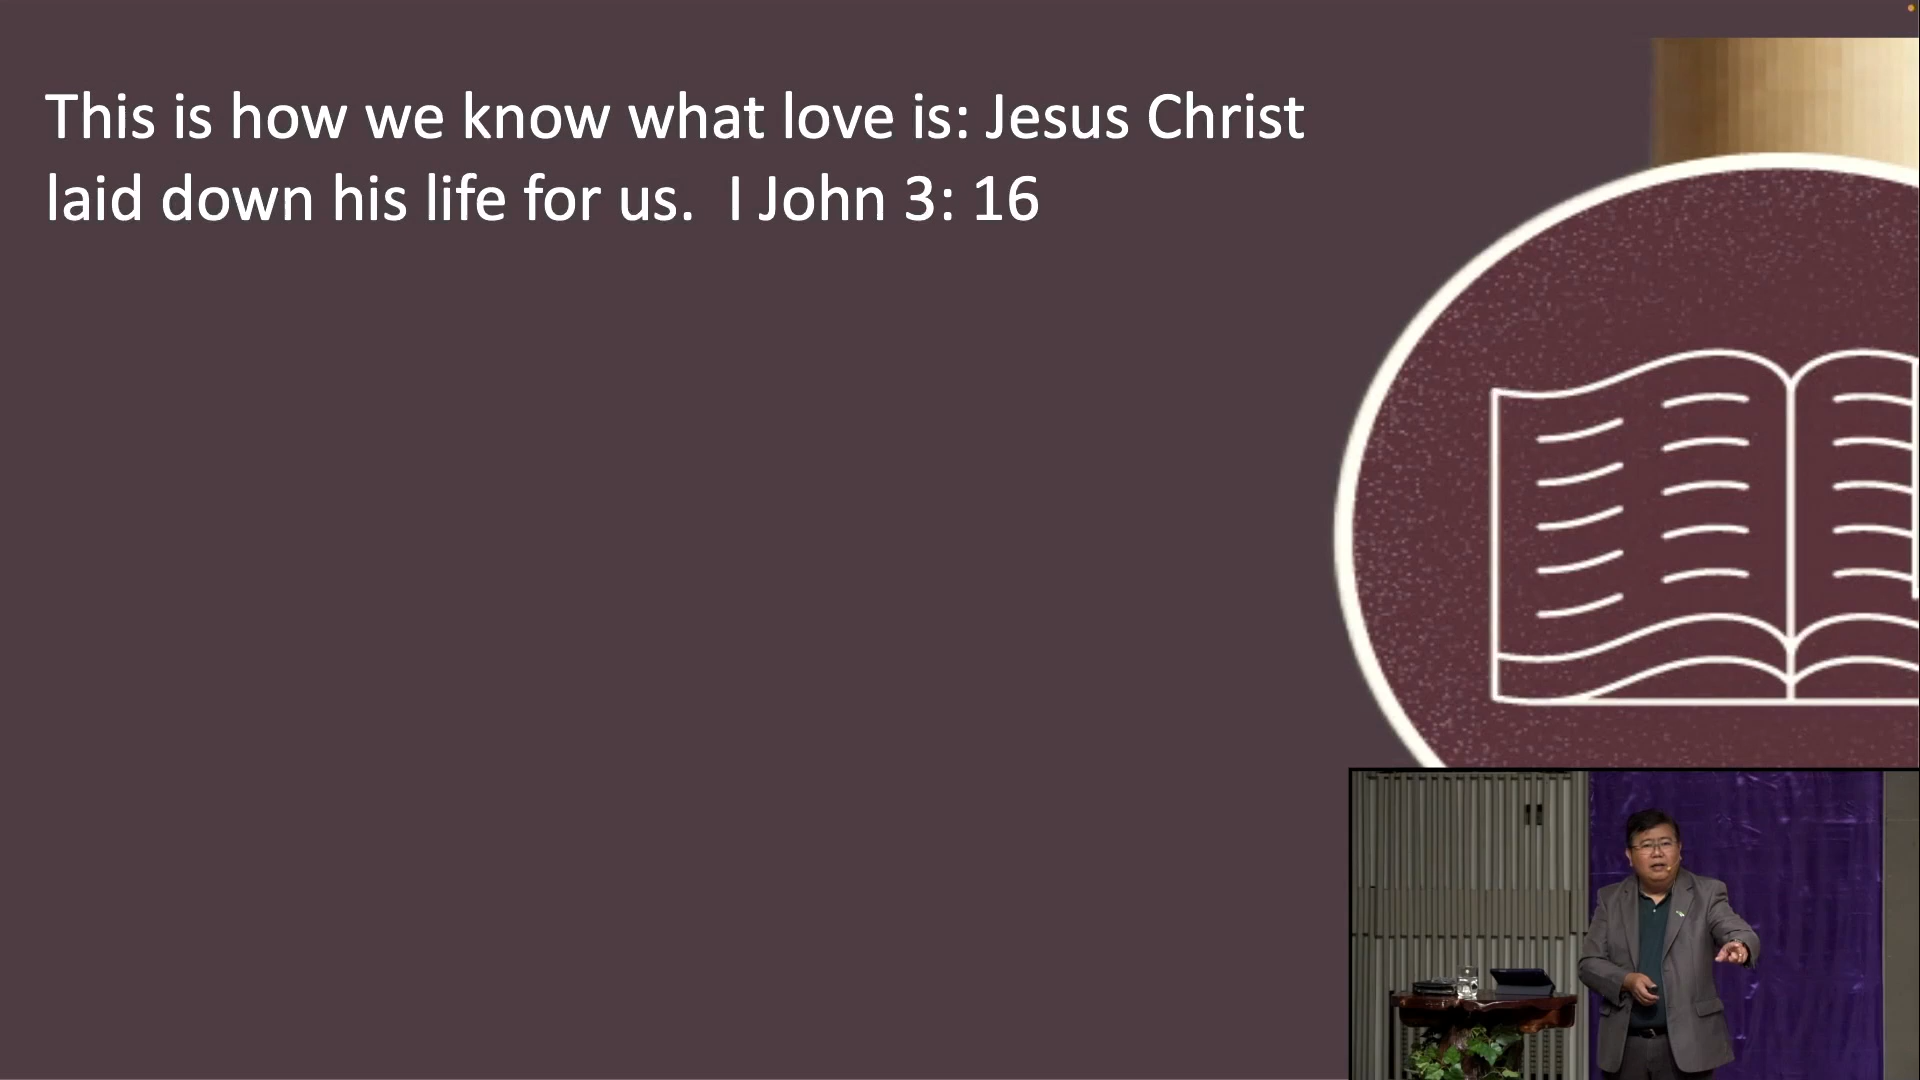 This is how we know what love is: Jesus Christ
laid down his life for us.  I John 3: 16